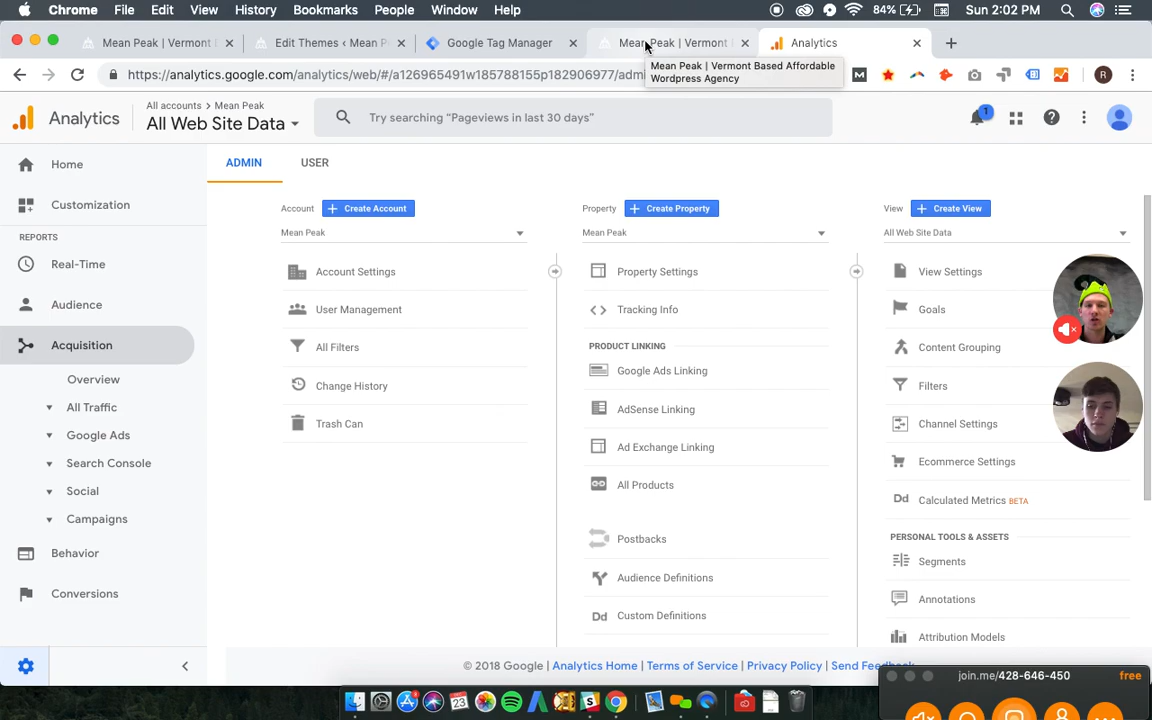 Chrome File Edit View History Bookmarks People Window Help 84% Sun 2:02 PM
Mean Peak | Vermont B
Edit Themes ‹ Mean P
Google Tag Manager
Mean Peak | Vermont
Analytics
https://analytics.google.com/analytics/web/#/a126965491w185788155p182906977/admi
Mean Peak | Vermont Based Affordable
Wordpress Agency
Analytics
All accounts > Mean Peak
All Web Site Data
Try searching “Pageviews in last 30 days”
1
Home
Customization
REPORTS
Real-Time
Audience
Acquisition
Overview
All Traffic
Google Ads
Search Console
Social
Campaigns
Behavior
Conversions
ADMIN USER
Account + Create Account
Mean Peak
Account Settings
User Management
All Filters
Change History
Trash Can
Property + Create Property
Mean Peak
Property Settings
Tracking Info
PRODUCT LINKING
Google Ads Linking
AdSense Linking
Ad Exchange Linking
All Products
Postbacks
Audience Definitions
Dd Custom Definitions
View + Create View
All Web Site Data
View Settings
Goals
Content Grouping
Filters
Channel Settings
Ecommerce Settings
Dd Calculated Metrics BETA
PERSONAL TOOLS & ASSETS
Segments
Annotations
Attribution Models
© 2018 Google | Analytics Home | Terms of Service | Privacy Policy | Send Feedback
join.me/428-646-450 free